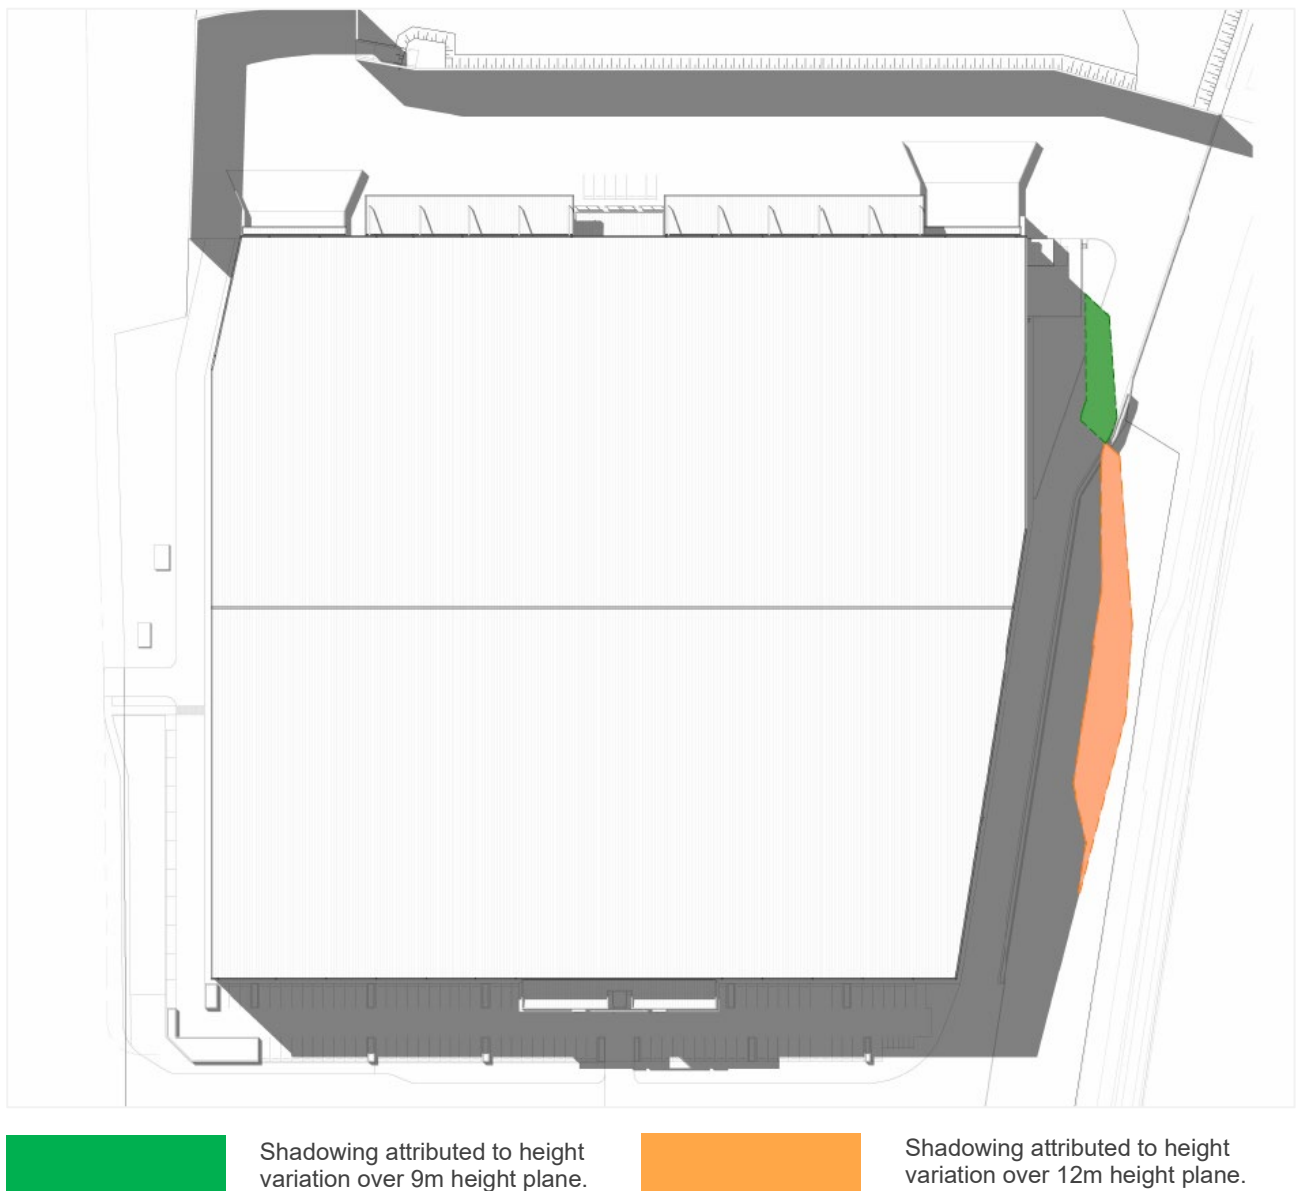 Shadowing attributed to height
variation over 9m height plane.
Shadowing attributed to height
variation over 12m height plane.